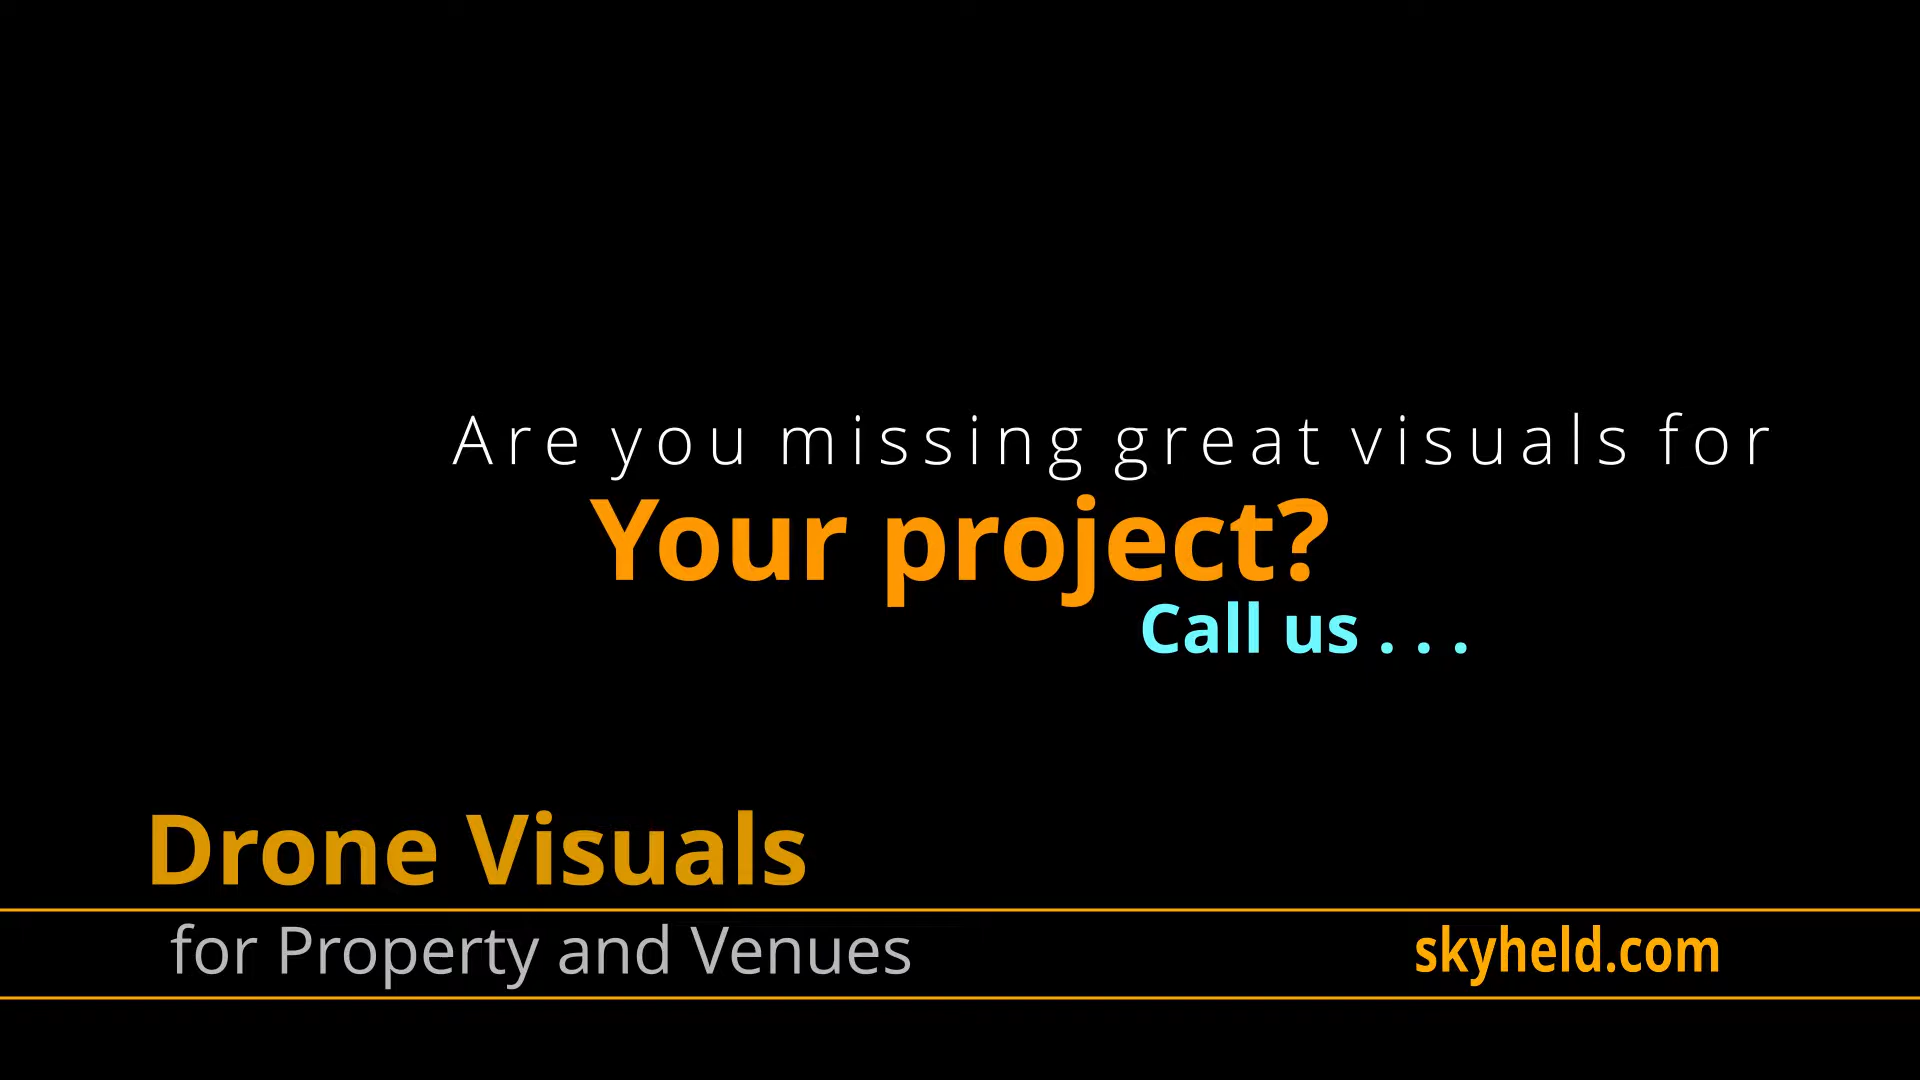 Are you missing great visuals for
Your project?
Call us . . .
Drone Visuals
for Property and Venues
skyheld.com